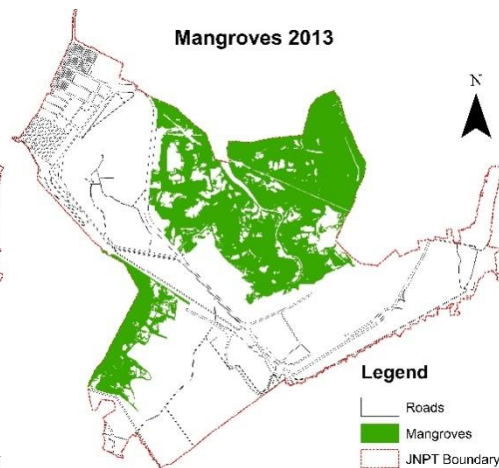 Mangroves 2013
N
Legend
Roads
Mangroves
JNPT Boundary